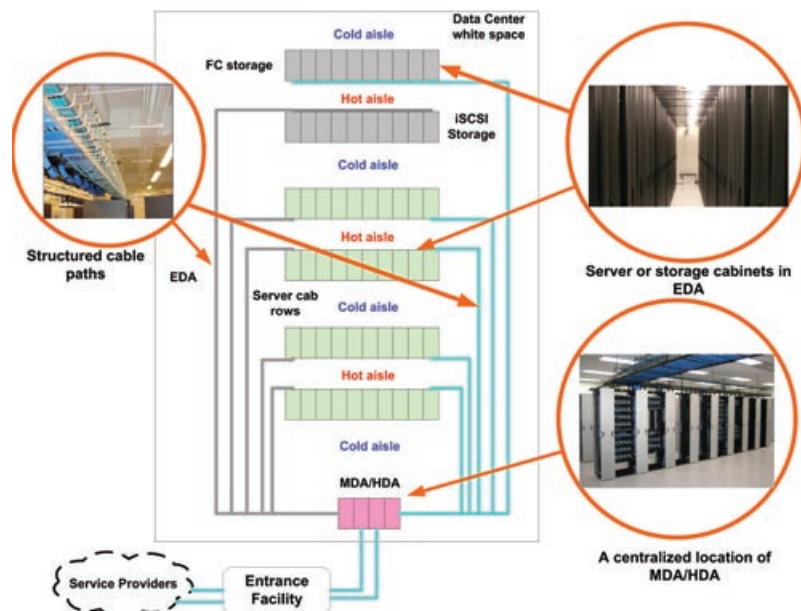 Cold aisle
Data Center
white space
FC storage
Hot aisle
iSCSI
Storage
Cold aisle
Structured cable
paths
Hot aisle
EDA
Server cab
rows
Server or storage cabinets in
EDA
Cold aisle
Hot aisle
Cold aisle
MDA/HDA
A centralized location of
MDA/HDA
Service Providers
Entrance
Facility